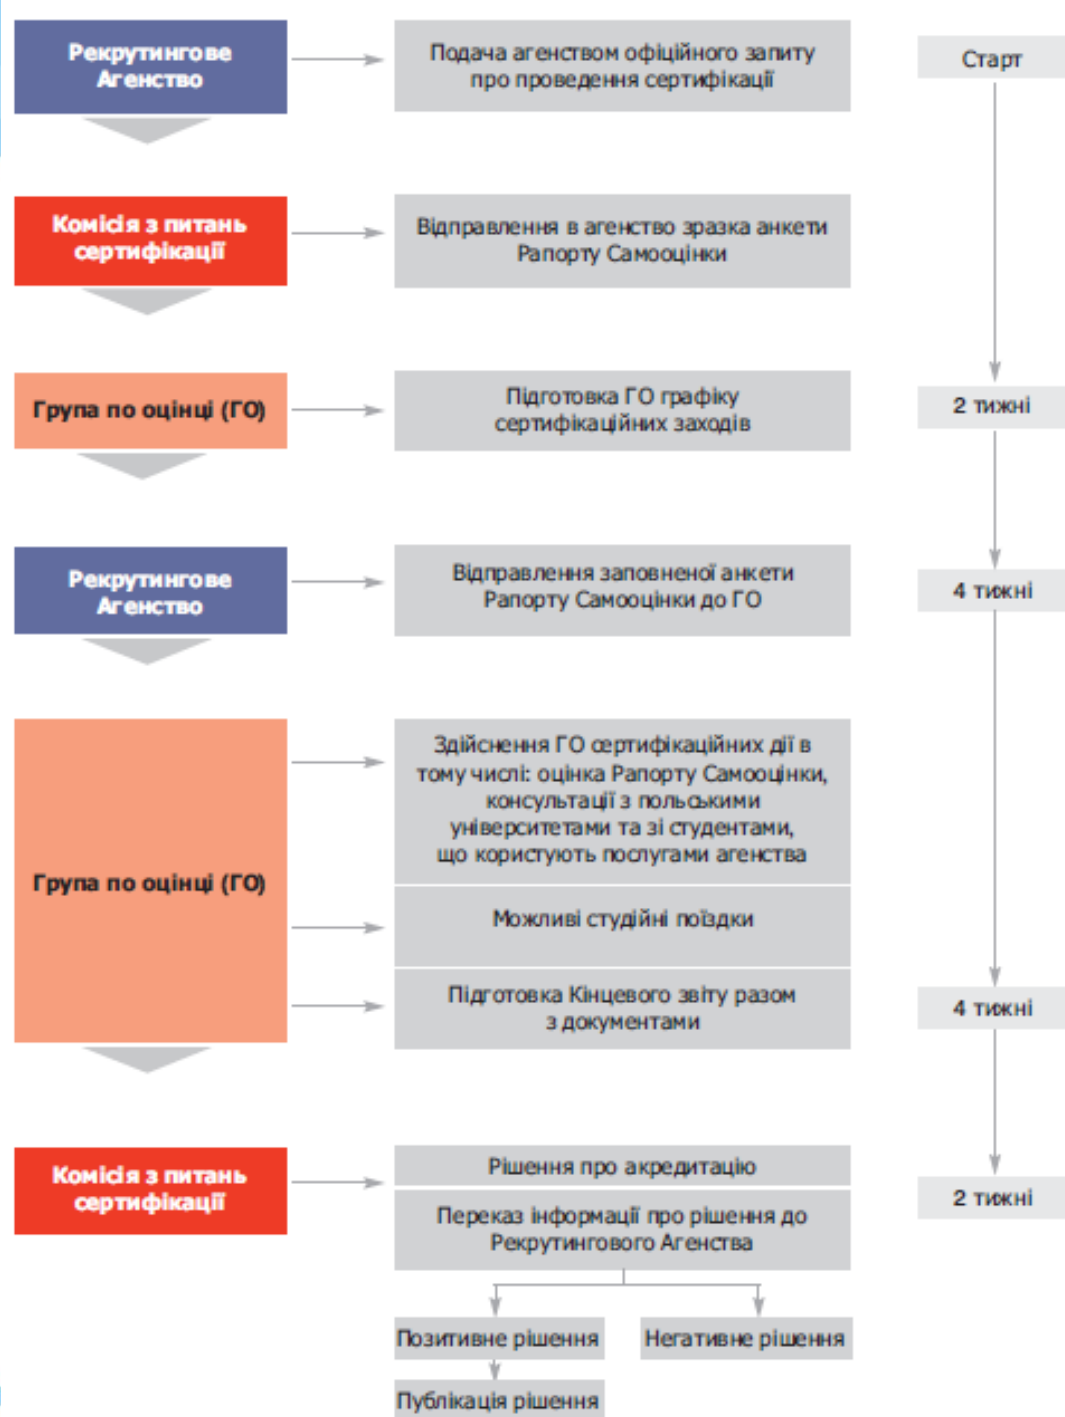 Рекрутингове
Агенство
Подача агенством офіційного запиту
про проведення сертифікації
Старт
Комісія з питань
сертифікації
Відправлення в агенство зразка анкети
Рапорту Самооцінки
Група по оцінці (ГО)
Підготовка ГО графіку
сертифікаційних заходів
2 тижні
Рекрутингове
Агенство
Відправлення заповненої анкети
Рапорту Самооцінки до ГО
4 тижні
Група по оцінці (ГО)
Здійснення ГО сертифікаційних дії в
тому числі: оцінка Рапорту Самооцінки,
консультації з польськими
університетами та зі студентами,
що користують послугами агенства
Можливі студійні поїздки
Підготовка Кінцевого звіту разом
з документами
4 тижні
Комісія з питань
сертифікації
Рішення про акредитацію
Переказ інформації про рішення до
Рекрутингового Агенства
2 тижні
Позитивне рішення
Негативне рішення
Публікація рішення